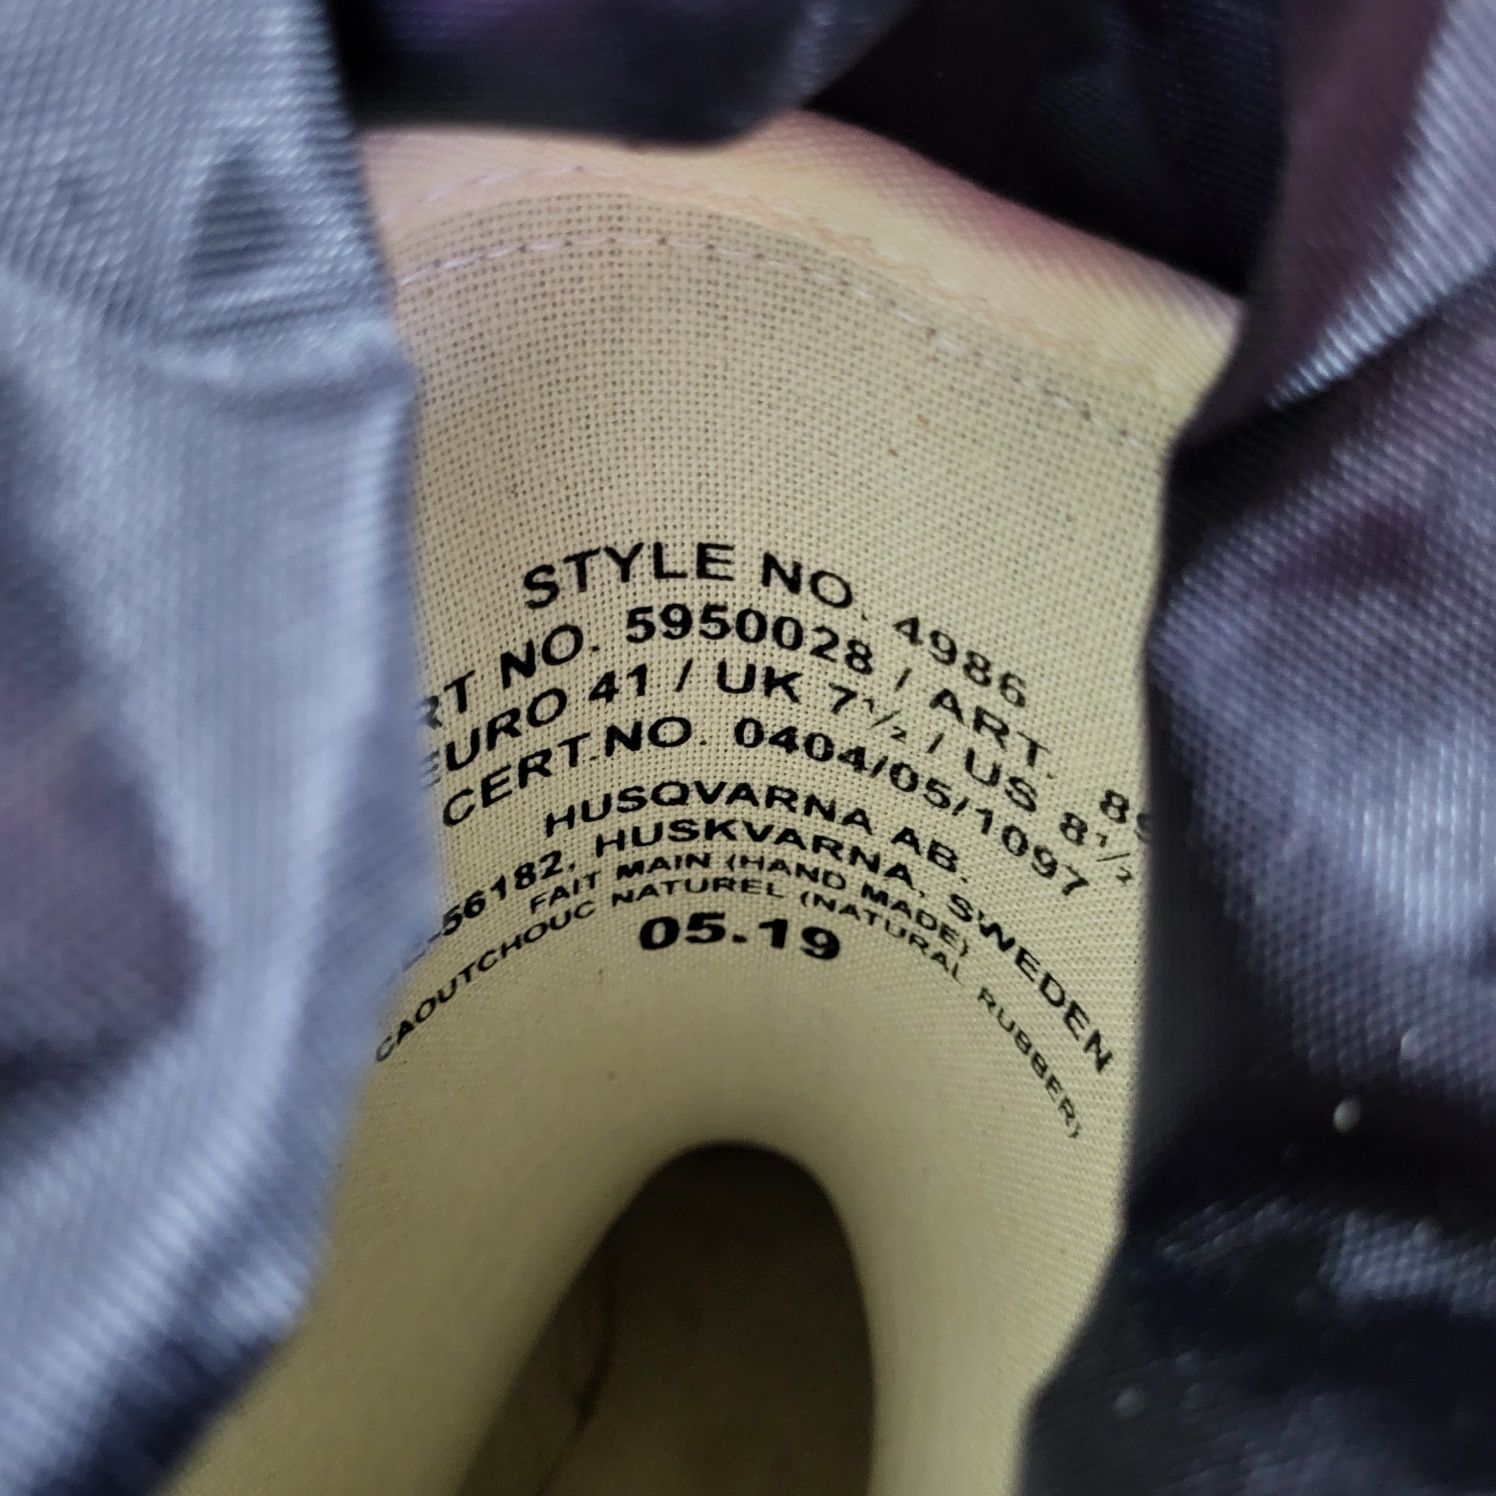 STYLE NO. 4986
RT NO. 5950028 / ART. 89
EURO 41 / UK 7½ / US 8½
CERT.NO. 0404/05/1097
HUSQVARNA AB.
-56182, HUSKVARNA, SWEDEN
FAIT MAIN (HAND MADE)
CAOUTCHOUC NATUREL (NATURAL RUBBER)
05.19